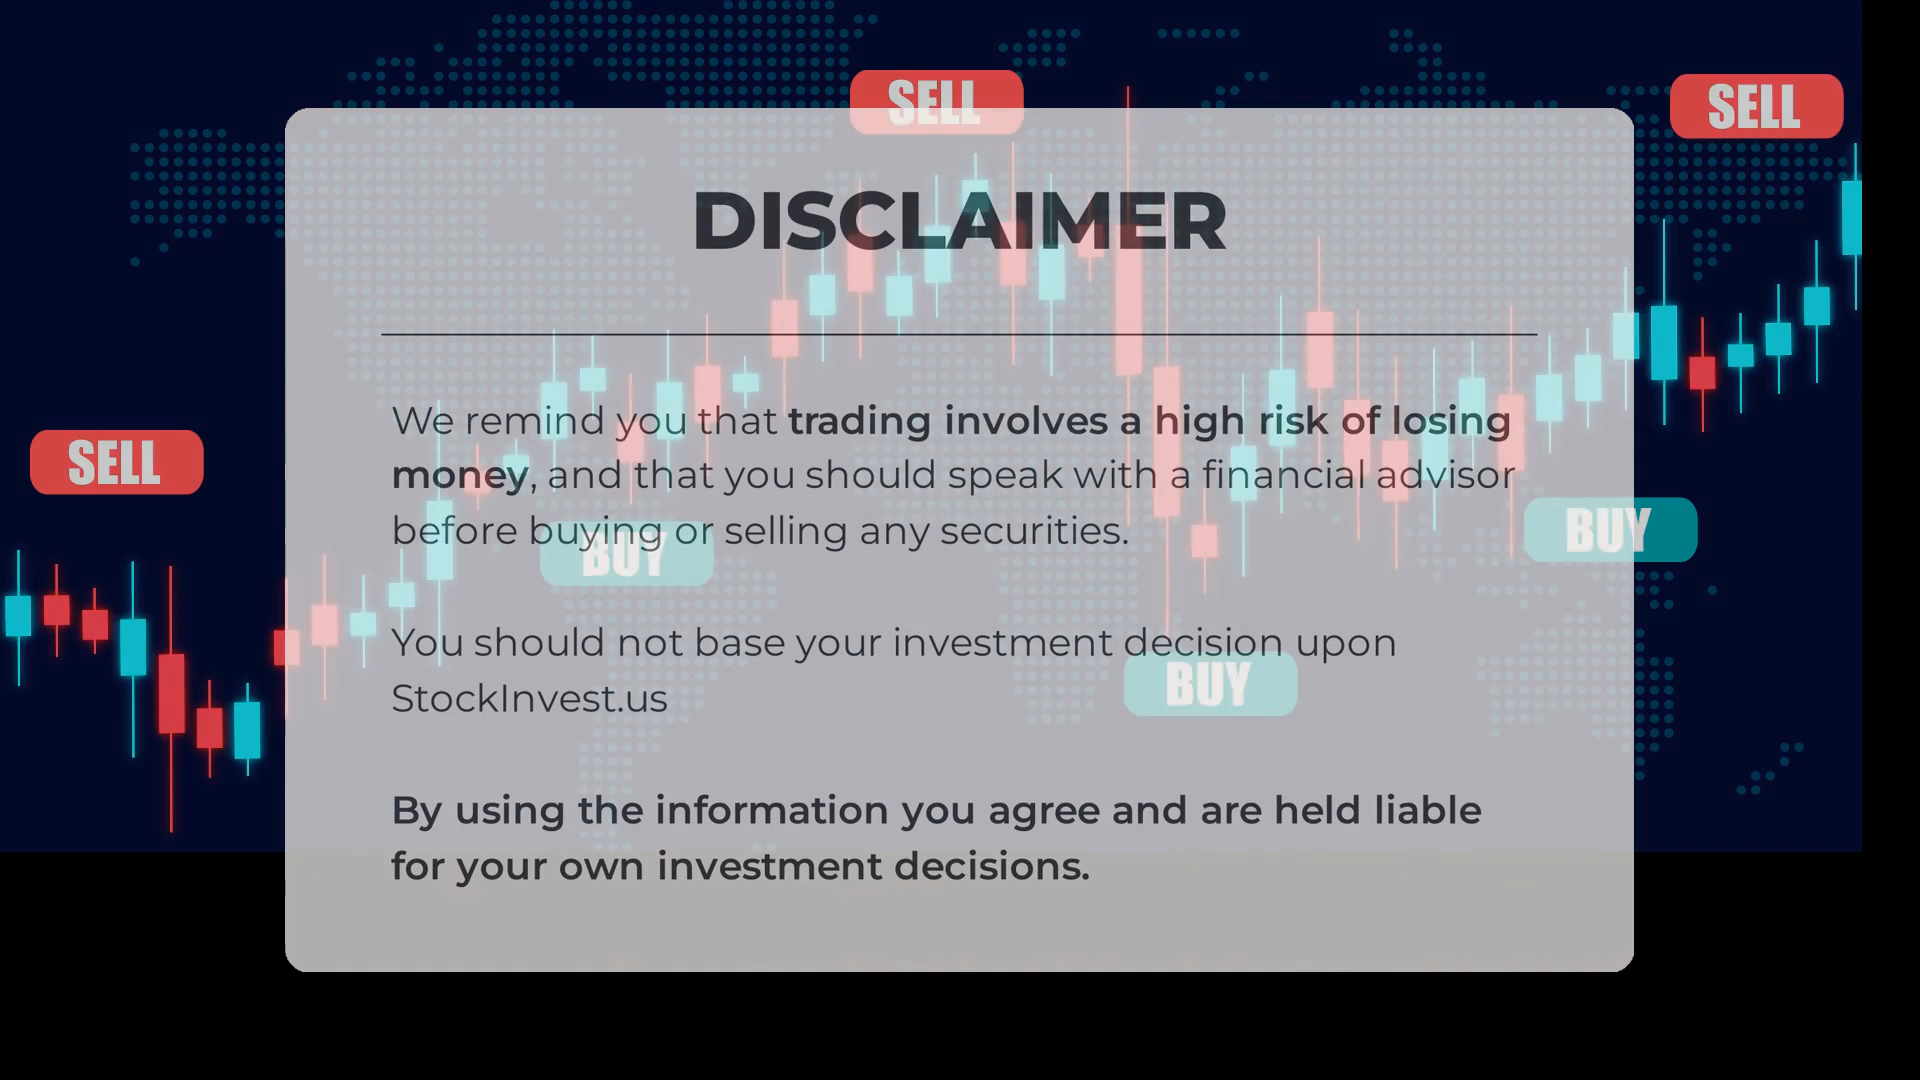 SELL
SELL
DISCLAIMER
We remind you that trading involves a high risk of losing
money, and that you should speak with a financial advisor
before buying or selling any securities.
SELL
BUY
BUY
You should not base your investment decision upon
StockInvest.us
BUY
By using the information you agree and are held liable
for your own investment decisions.